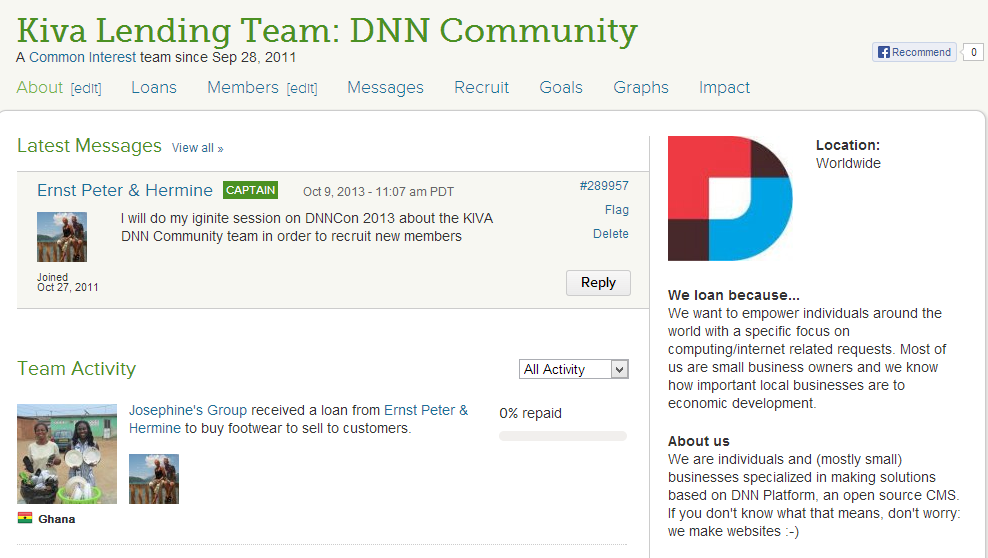 Kiva Lending Team: DNN Community
A Common Interest team since Sep 28, 2011
Recommend 0
About [edit] Loans Members [edit] Messages Recruit Goals Graphs Impact
Latest Messages View all »
Ernst Peter & Hermine CAPTAIN Oct 9, 2013 - 11:07 am PDT #289957
I will do my iginite session on DNNCon 2013 about the KIVA
DNN Community team in order to recruit new members
Flag
Delete
Joined
Oct 27, 2011
Reply
Team Activity
All Activity
Josephine's Group received a loan from Ernst Peter &
Hermine to buy footwear to sell to customers.
0% repaid
Ghana
Location:
Worldwide
We loan because...
We want to empower individuals around the
world with a specific focus on
computing/internet related requests. Most of
us are small business owners and we know
how important local businesses are to
economic development.
About us
We are individuals and (mostly small)
businesses specialized in making solutions
based on DNN Platform, an open source CMS.
If you don't know what that means, don't worry:
we make websites :-)